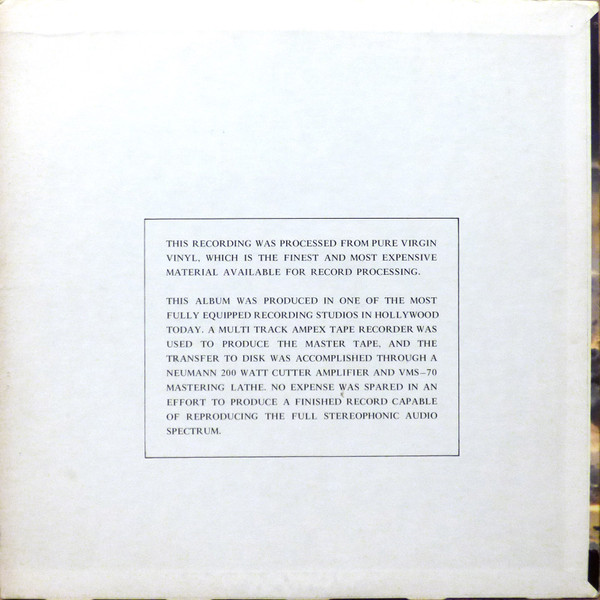 THIS RECORDING WAS PROCESSED FROM PURE VIRGIN
VINYL, WHICH IS THE FINEST AND MOST EXPENSIVE
MATERIAL AVAILABLE FOR RECORD PROCESSING.
THIS ALBUM WAS PRODUCED IN ONE OF THE MOST
FULLY EQUIPPED RECORDING STUDIOS IN HOLLYWOOD
TODAY. A MULTI TRACK AMPEX TAPE RECORDER WAS
USED TO PRODUCE THE MASTER TAPE, AND THE
TRANSFER TO DISK WAS ACCOMPLISHED THROUGH A
NEUMANN 200 WATT CUTTER AMPLIFIER AND VMS-70
MASTERING LATHE. NO EXPENSE WAS SPARED IN AN
EFFORT TO PRODUCE A FINISHED RECORD CAPABLE
OF REPRODUCING THE FULL STEREOPHONIC AUDIO
SPECTRUM.